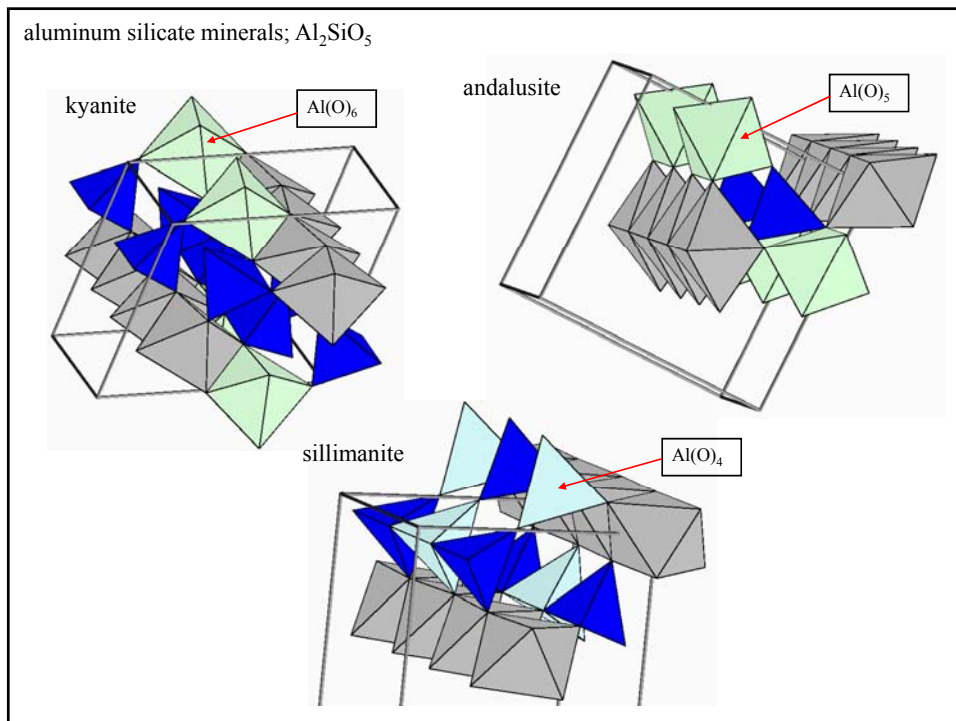 aluminum silicate minerals; Al₂SiO₅
kyanite
Al(O)₆
andalusite
Al(O)₅
sillimanite
Al(O)₄